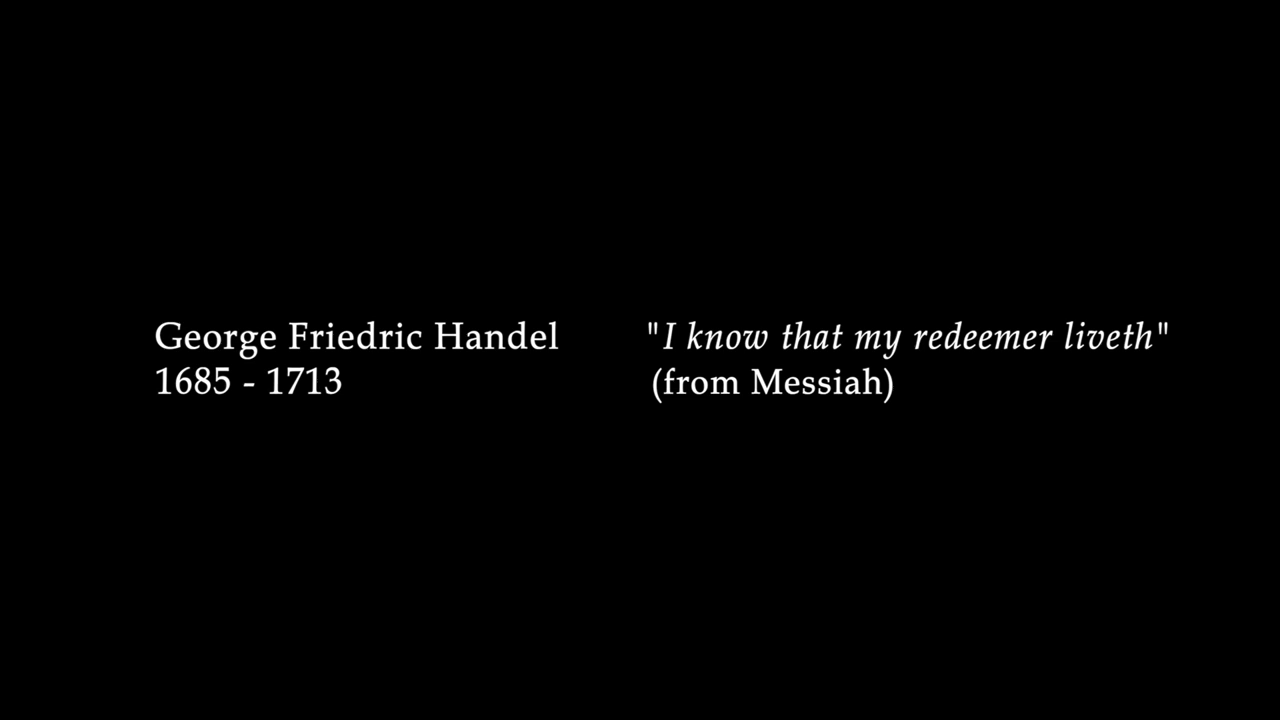 George Friedric Handel
1685 - 1713
"I know that my redeemer liveth"
(from Messiah)